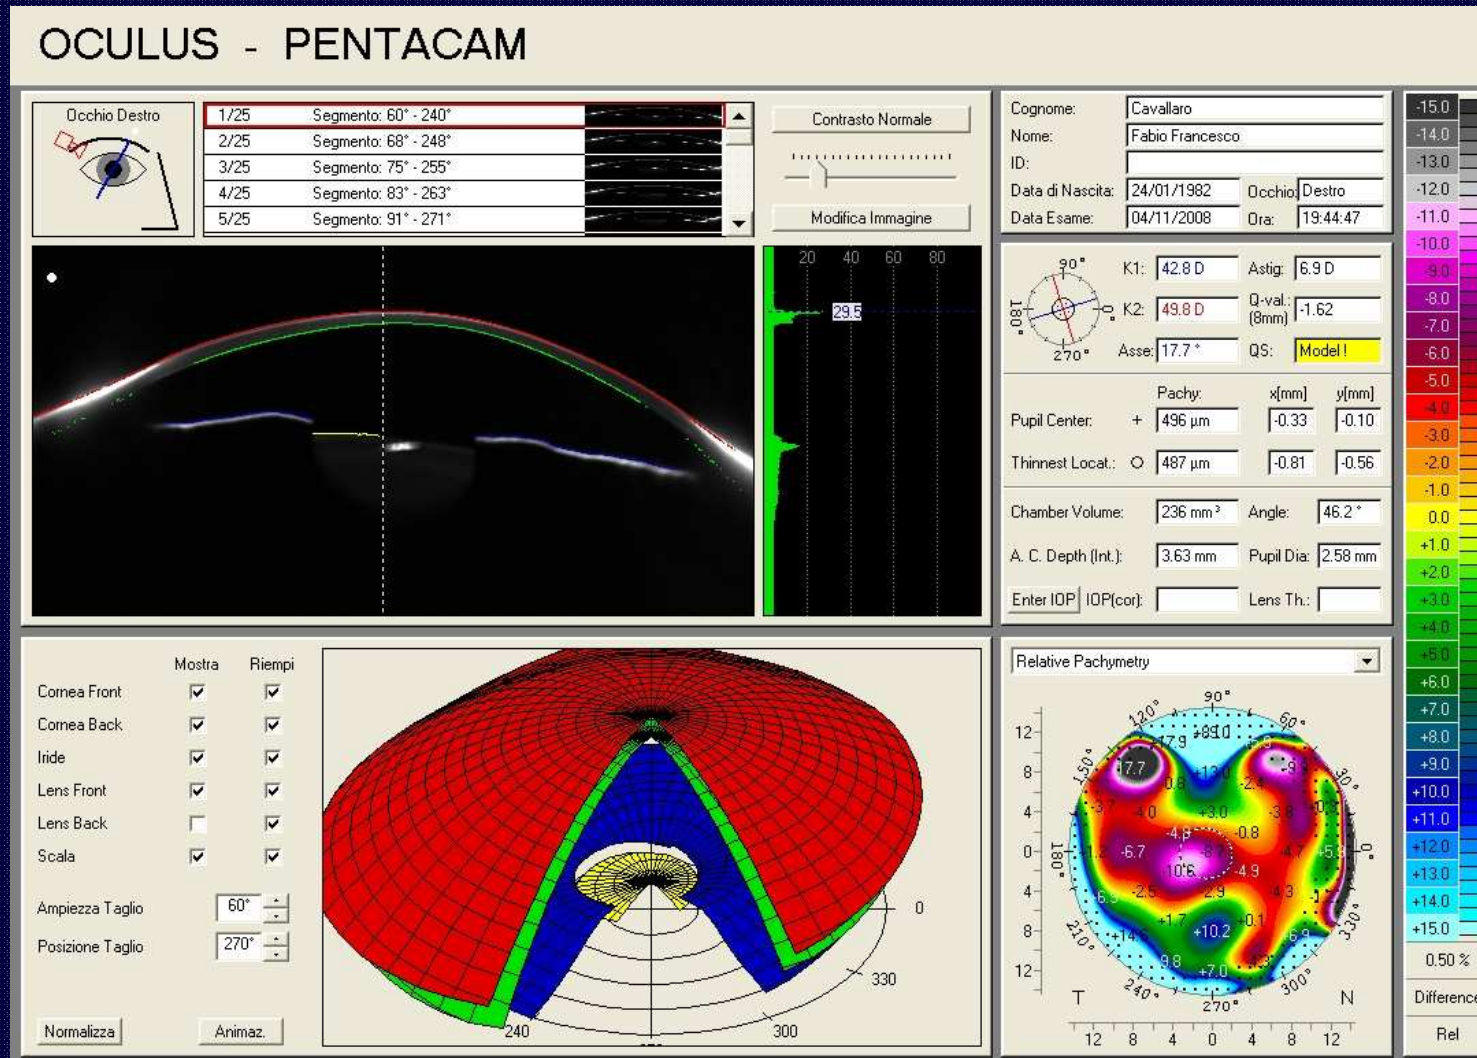 OCULUS - PENTACAM
Occhio Destro
1/25 Segmento: 60° - 240°
2/25 Segmento: 68° - 248°
3/25 Segmento: 75° - 255°
4/25 Segmento: 83° - 263°
5/25 Segmento: 91° - 271°
Contrasto Normale
Modifica Immagine
20 40 60 80
29.5
Cognome: Cavallaro
Nome: Fabio Francesco
ID:
Data di Nascita: 24/01/1982 Occhio: Destro
Data Esame: 04/11/2008 Ora: 19:44:47
90°
180°
0°
270°
K1: 42.8 D Astig: 6.9 D
K2: 49.8 D Q-val.: (8mm) -1.62
Asse: 17.7 ° QS: Model !
Pachy: x[mm] y[mm]
Pupil Center: + 496 µm -0.33 -0.10
Thinnest Locat.: O 487 µm -0.81 -0.56
Chamber Volume: 236 mm³ Angle: 46.2 °
A. C. Depth (Int.): 3.63 mm Pupil Dia: 2.58 mm
Enter IOP IOP(cor): Lens Th.:
Mostra Riempi
Cornea Front
Cornea Back
Iride
Lens Front
Lens Back
Scala
Ampiezza Taglio 60°
Posizione Taglio 270°
Normalizza Animaz.
0
330
300
240
Relative Pachymetry
90°
120° 60°
150° 30°
180° 0°
210° 330°
240° 300°
270°
12
8
4
0
4
8
12
+3.0
-4.0
-0.8
-6.7
-10.6
-4.9
-2.5
+1.7
+0.1
+10.2
+7.0
T N
12 8 4 0 4 8 12
-15.0
-14.0
-13.0
-12.0
-11.0
-10.0
-9.0
-8.0
-7.0
-6.0
-5.0
-4.0
-3.0
-2.0
-1.0
0.0
+1.0
+2.0
+3.0
+4.0
+5.0
+6.0
+7.0
+8.0
+9.0
+10.0
+11.0
+12.0
+13.0
+14.0
+15.0
0.50 %
Difference
Rel